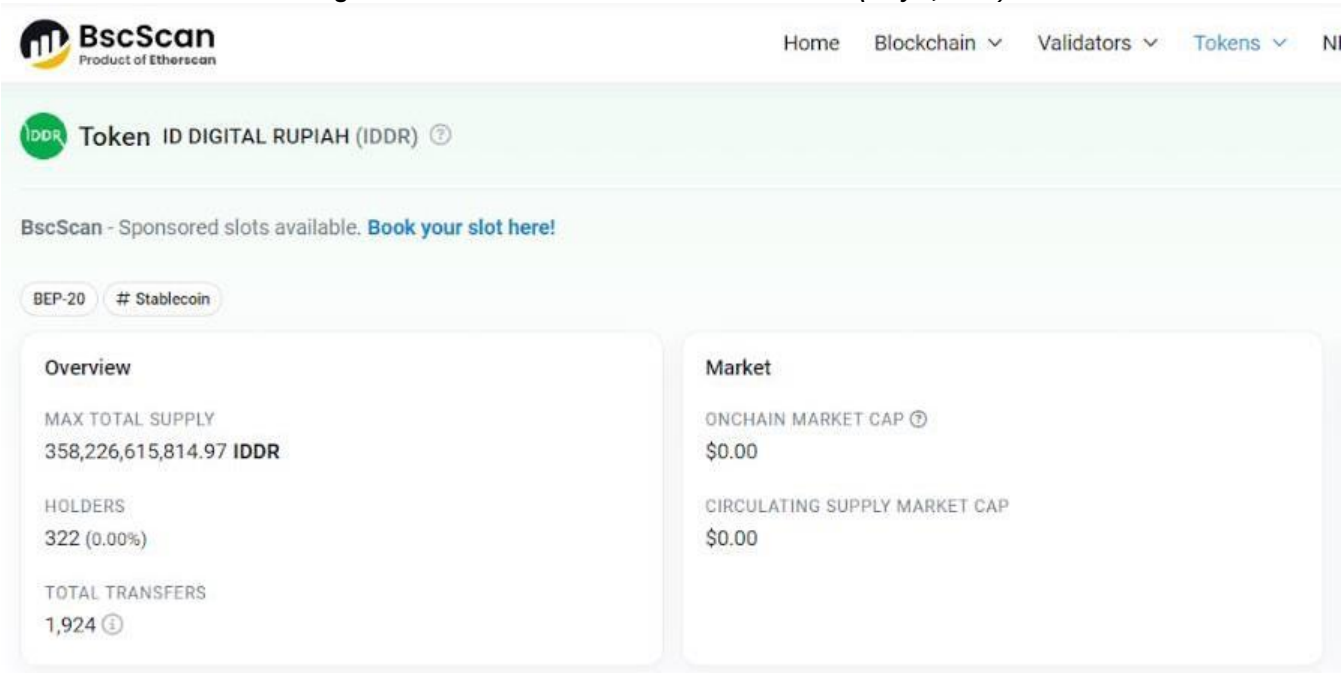 BscScan
Product of Etherscan
Home Blockchain Validators Tokens
IDDR Token ID DIGITAL RUPIAH (IDDR)
BscScan - Sponsored slots available. Book your slot here!
BEP-20 # Stablecoin
Overview
MAX TOTAL SUPPLY
358,226,615,814.97 IDDR
HOLDERS
322 (0.00%)
TOTAL TRANSFERS
1,924
Market
ONCHAIN MARKET CAP
$0.00
CIRCULATING SUPPLY MARKET CAP
$0.00